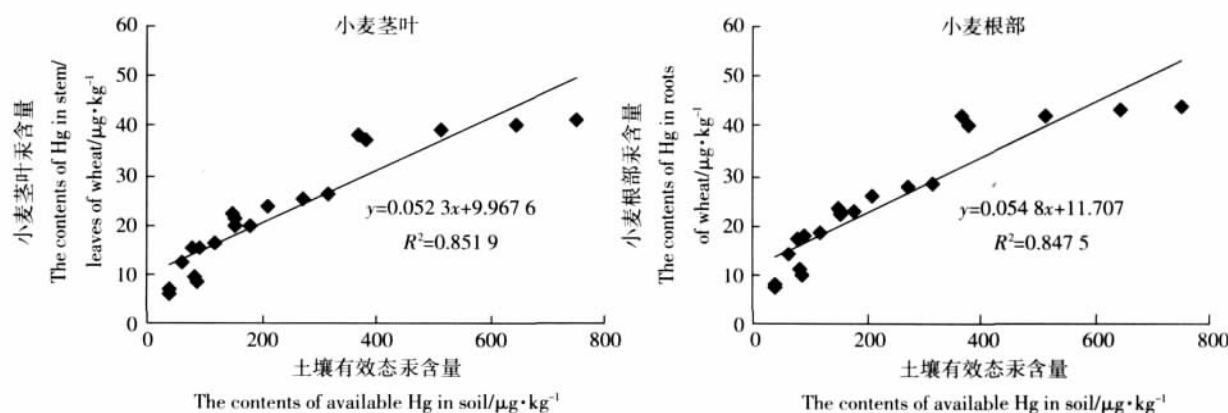 小麦茎叶
60
50
40
30
20
10
0
0
200
400
600
800
小麦茎叶汞含量
The contents of Hg in stem/
leaves of wheat/μg·kg⁻¹
y=0.052 3x+9.967 6
R²=0.851 9
土壤有效态汞含量
The contents of available Hg in soil/μg·kg⁻¹
小麦根部
60
50
40
30
20
10
0
0
200
400
600
800
小麦根部汞含量
The contents of Hg in roots
of wheat/μg·kg⁻¹
y=0.054 8x+11.707
R²=0.847 5
土壤有效态汞含量
The contents of available Hg in soil/μg·kg⁻¹